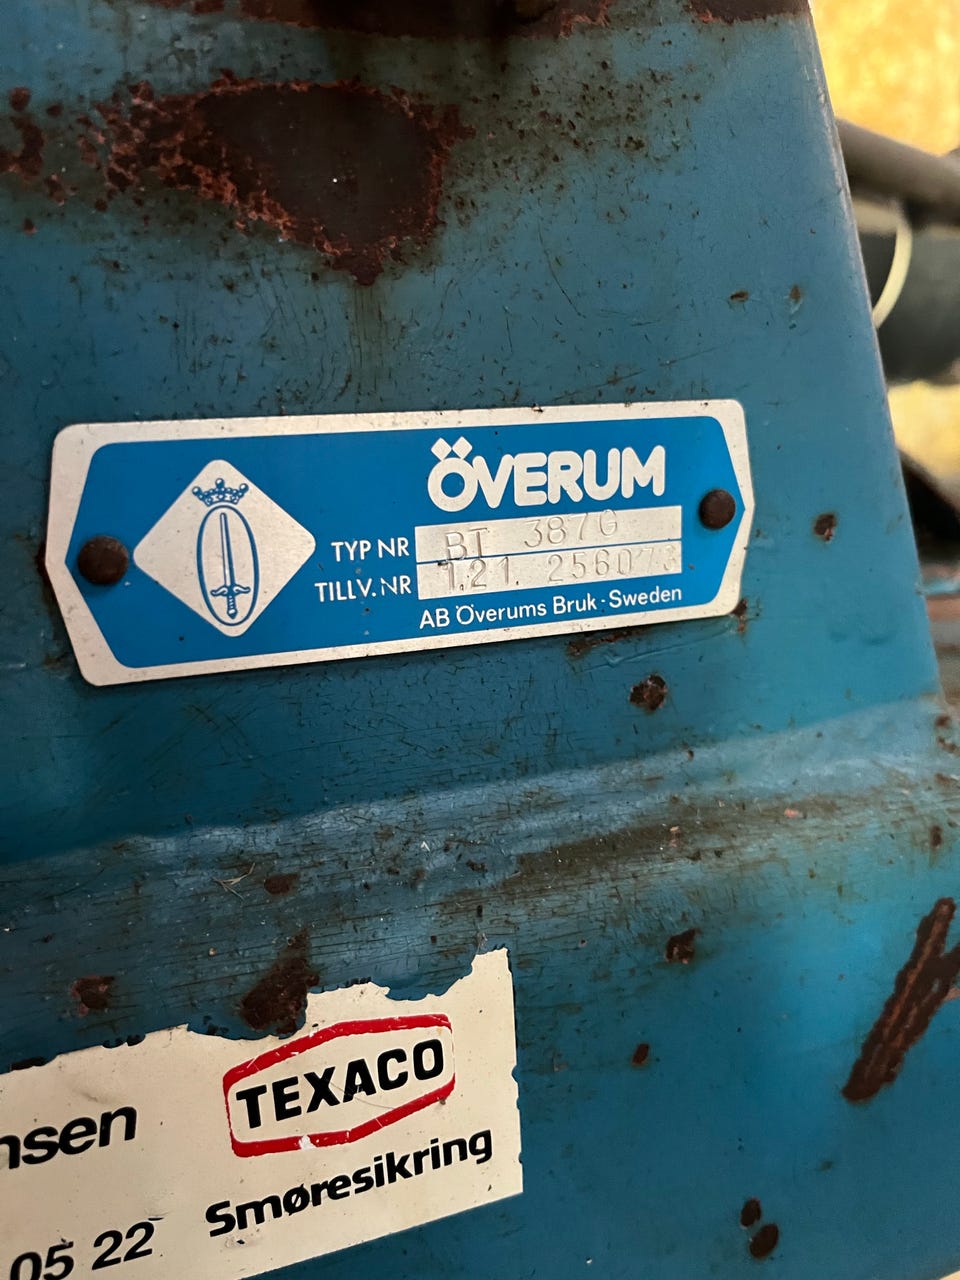 ÖVERUM
TYP NR BT 387G
TILLV. NR 121. 256073
AB Överums Bruk - Sweden
TEXACO
nsen
Smøresikring
05 22